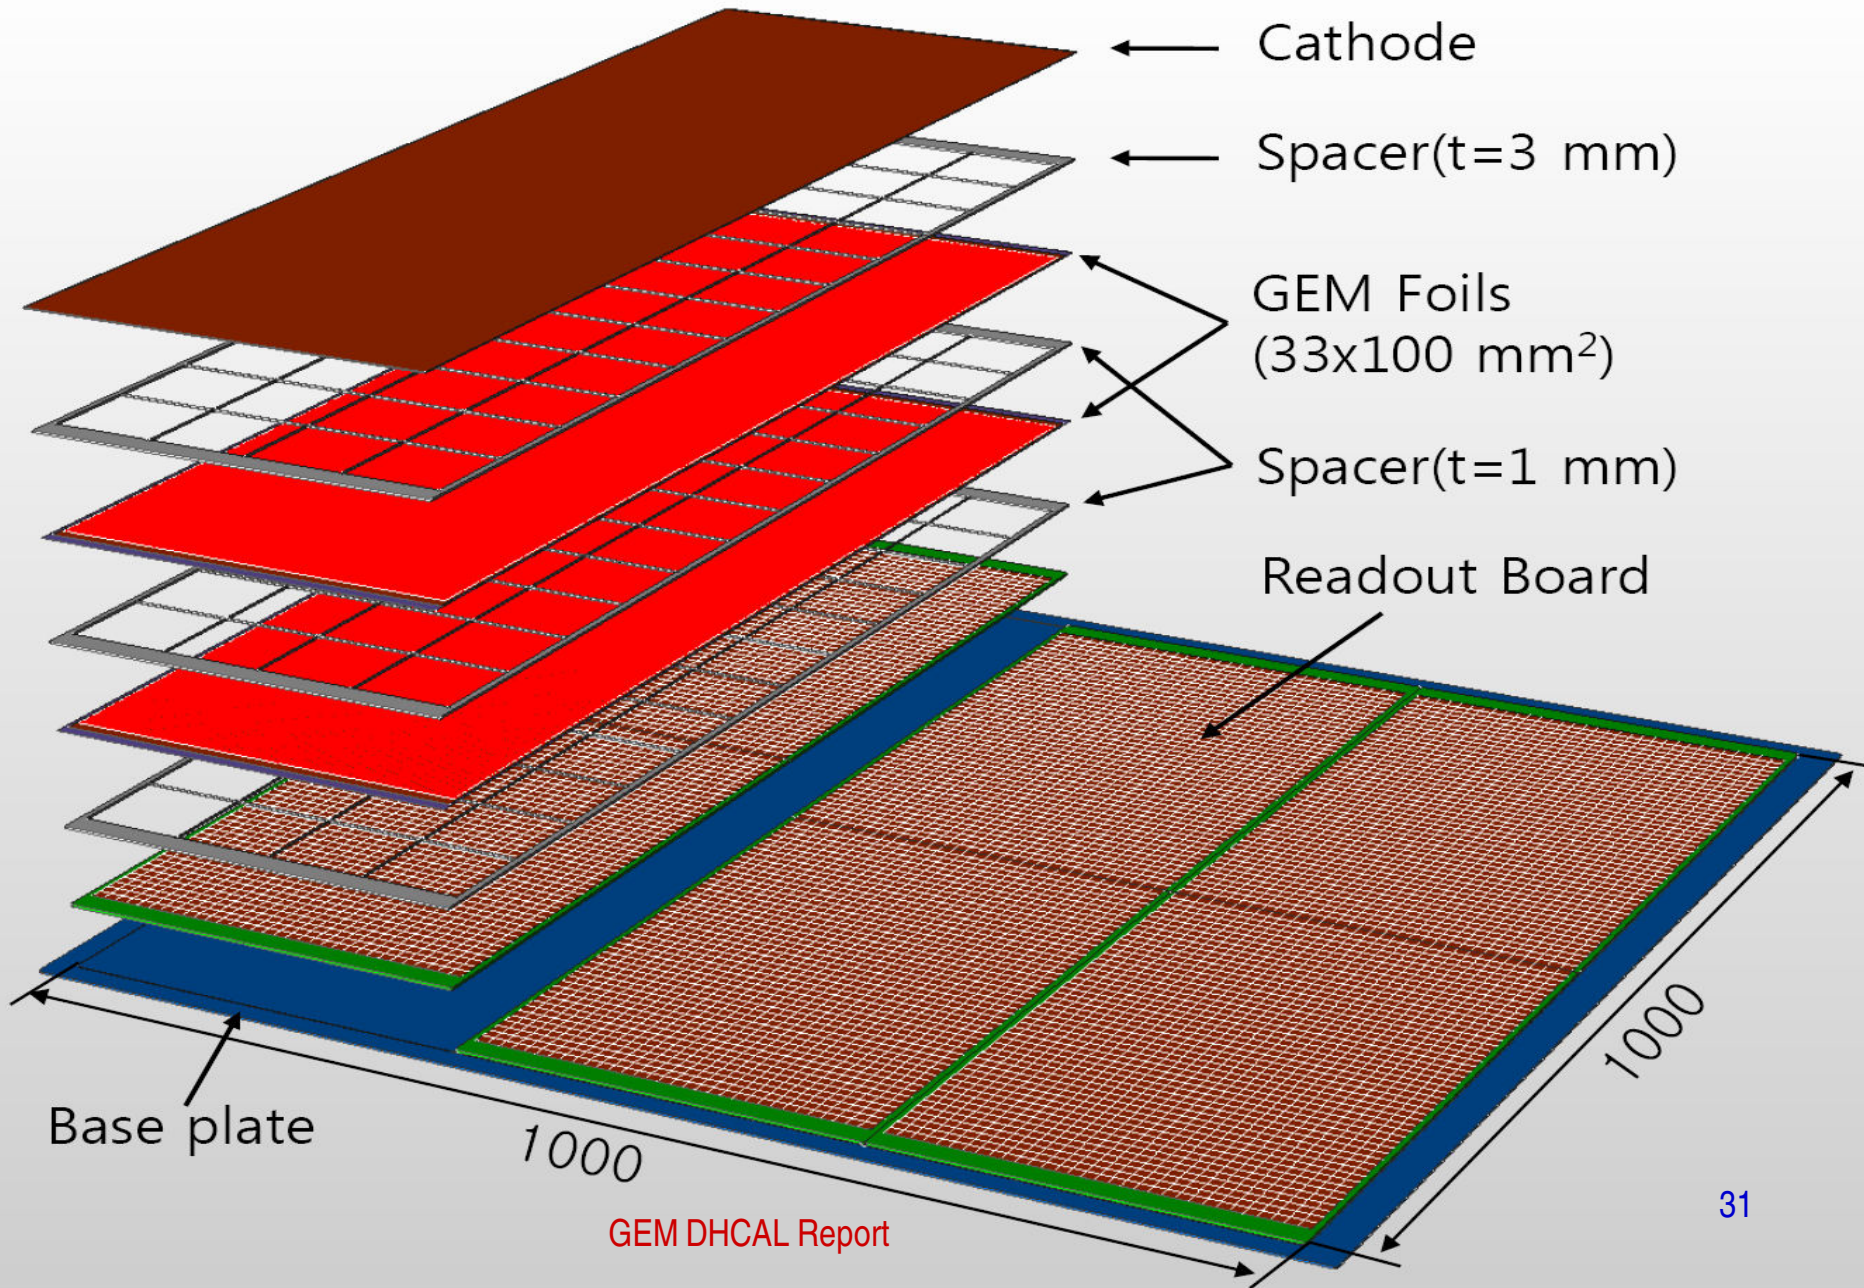 Cathode
Spacer(t=3 mm)
GEM Foils
(33x100 mm²)
Spacer(t=1 mm)
Readout Board
Base plate
1000
1000
GEM DHCAL Report
31